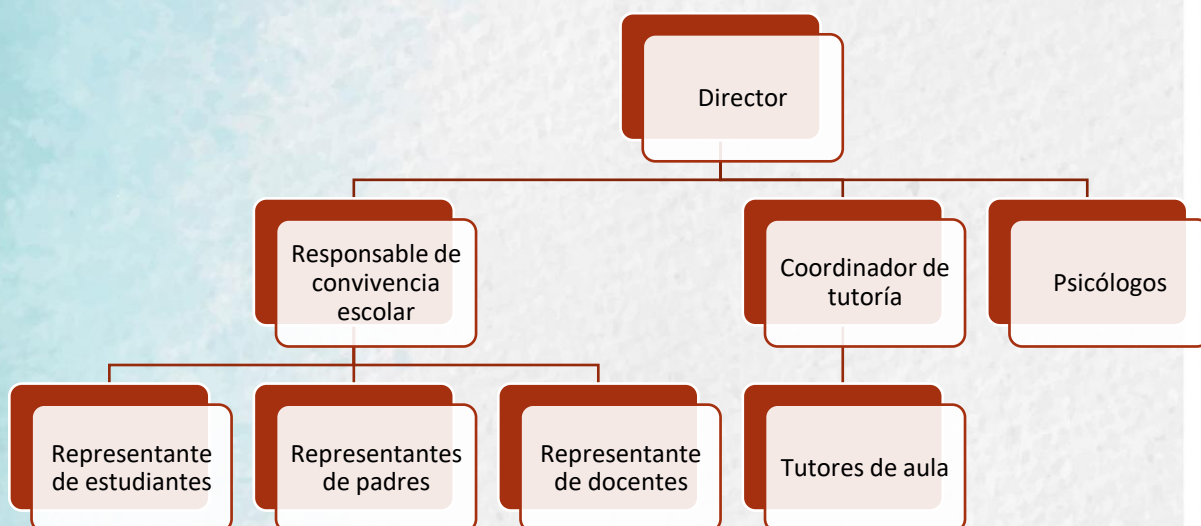 Director
Responsable de
convivencia
escolar
Coordinador de
tutoría
Psicólogos
Representante
de estudiantes
Representantes
de padres
Representante
de docentes
Tutores de aula